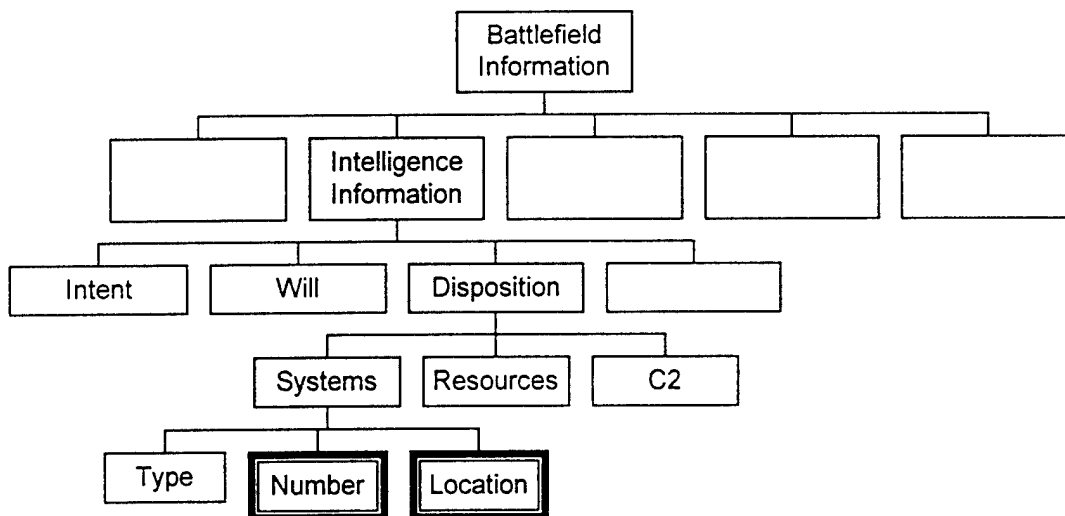 Battlefield
Information
Intelligence
Information
Intent
Will
Disposition
Systems
Resources
C2
Type
Number
Location